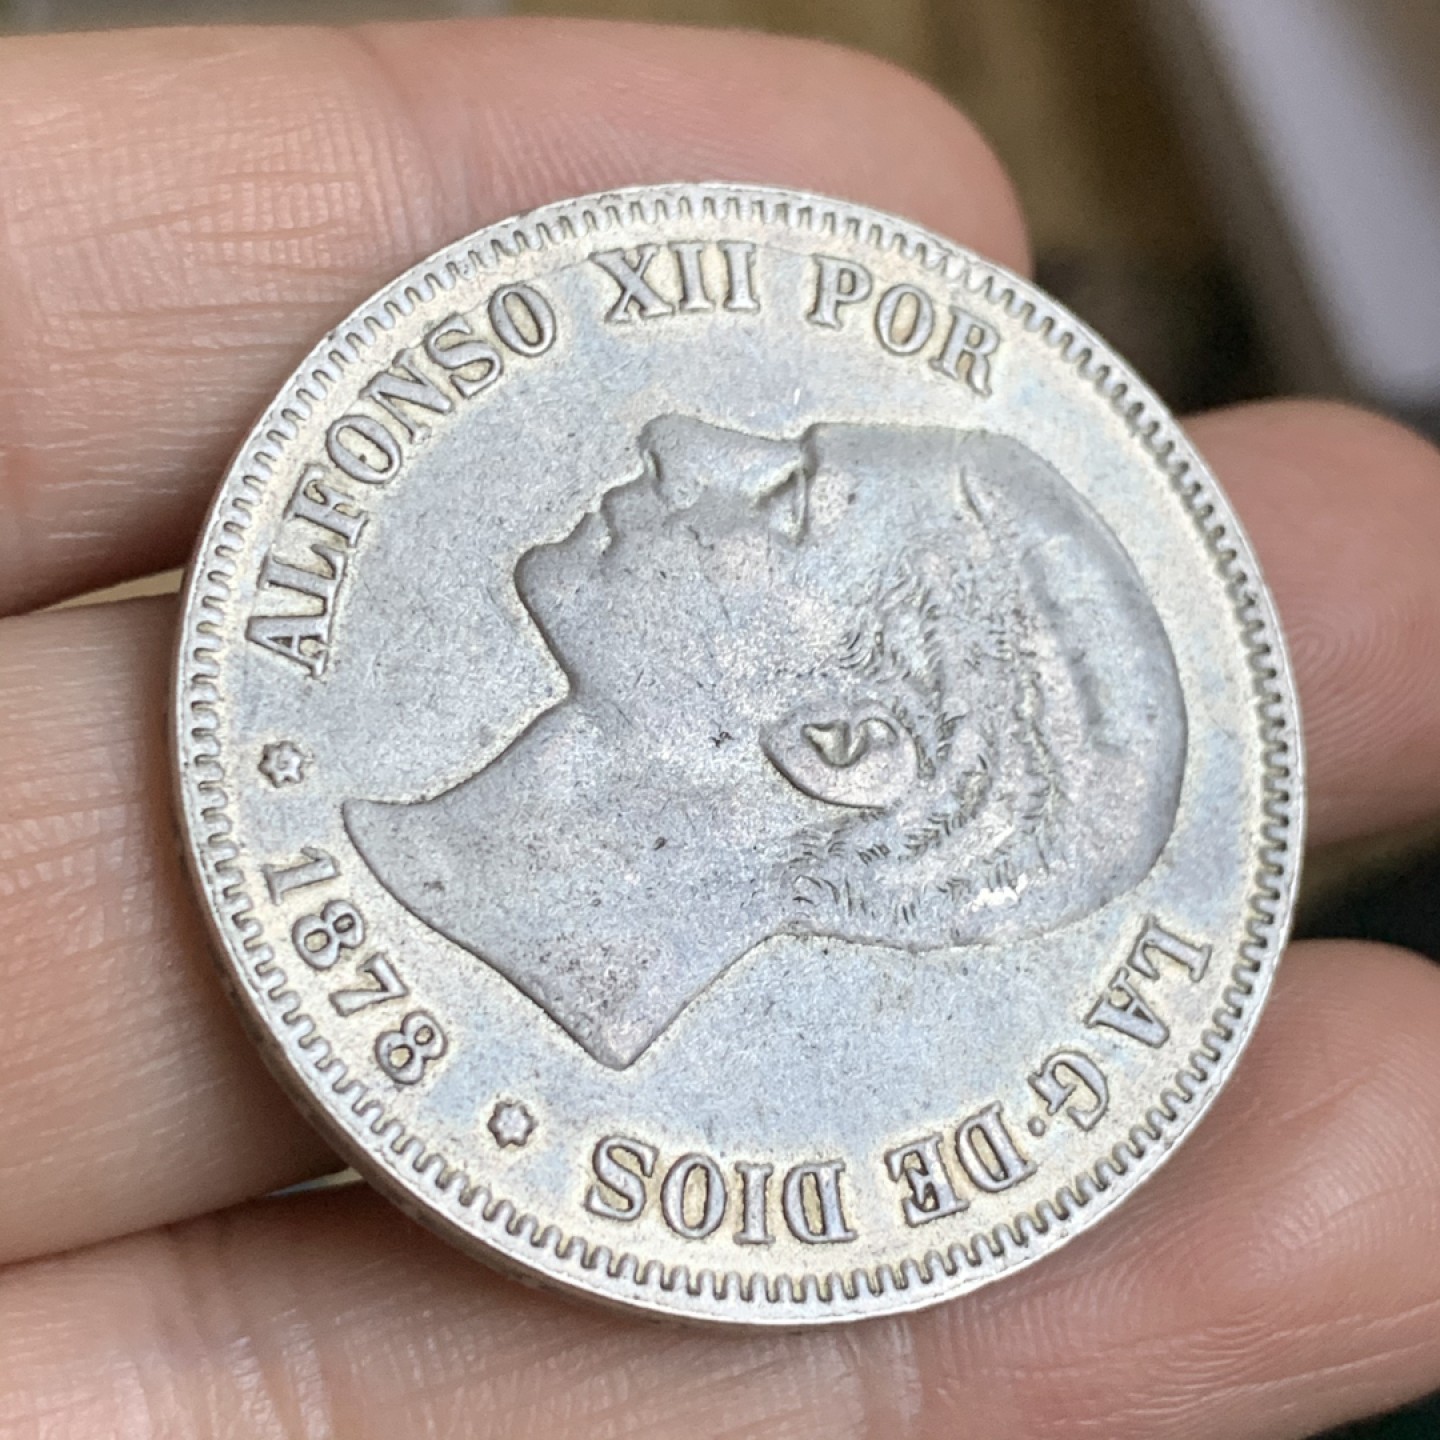 ALFONSO XII POR LA G· DE DIOS
1878